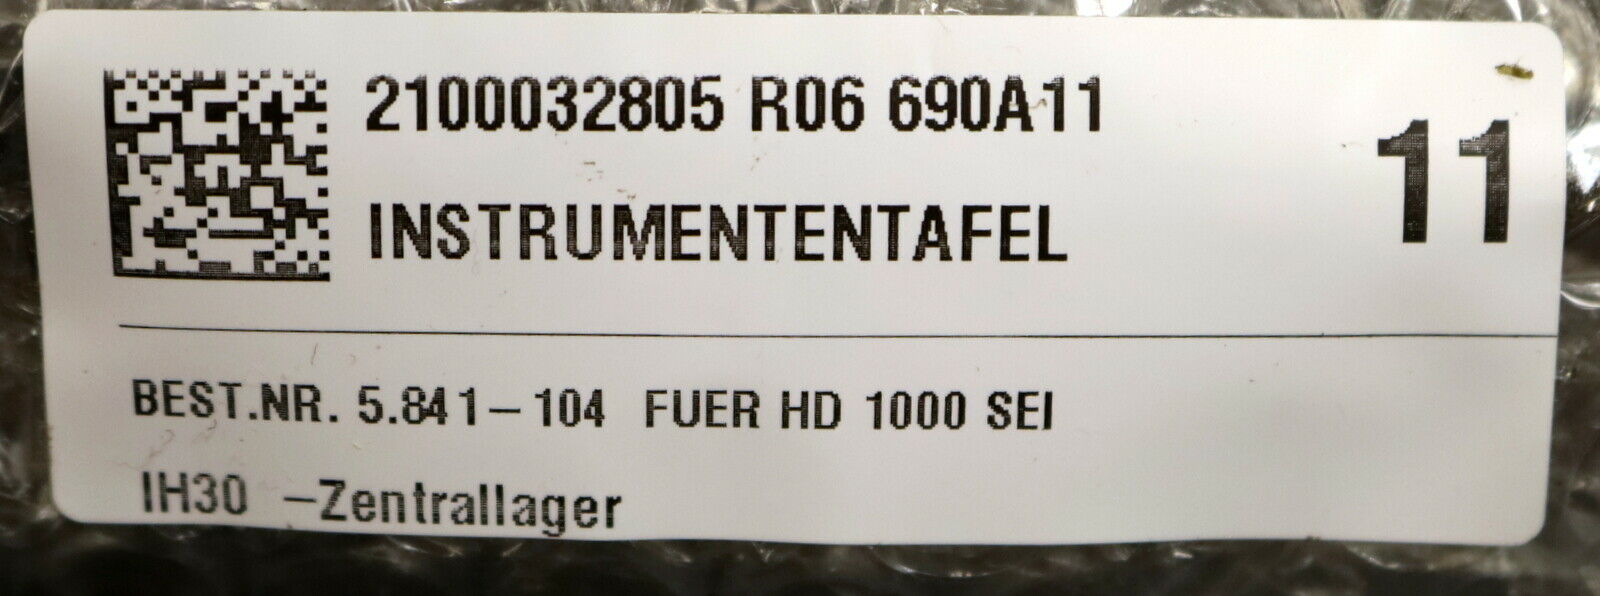 2100032805 R06 690A11
11
INSTRUMENTENTAFEL
BEST.NR. 5.841-104 FUER HD 1000 SEI
IH30 -Zentrallager